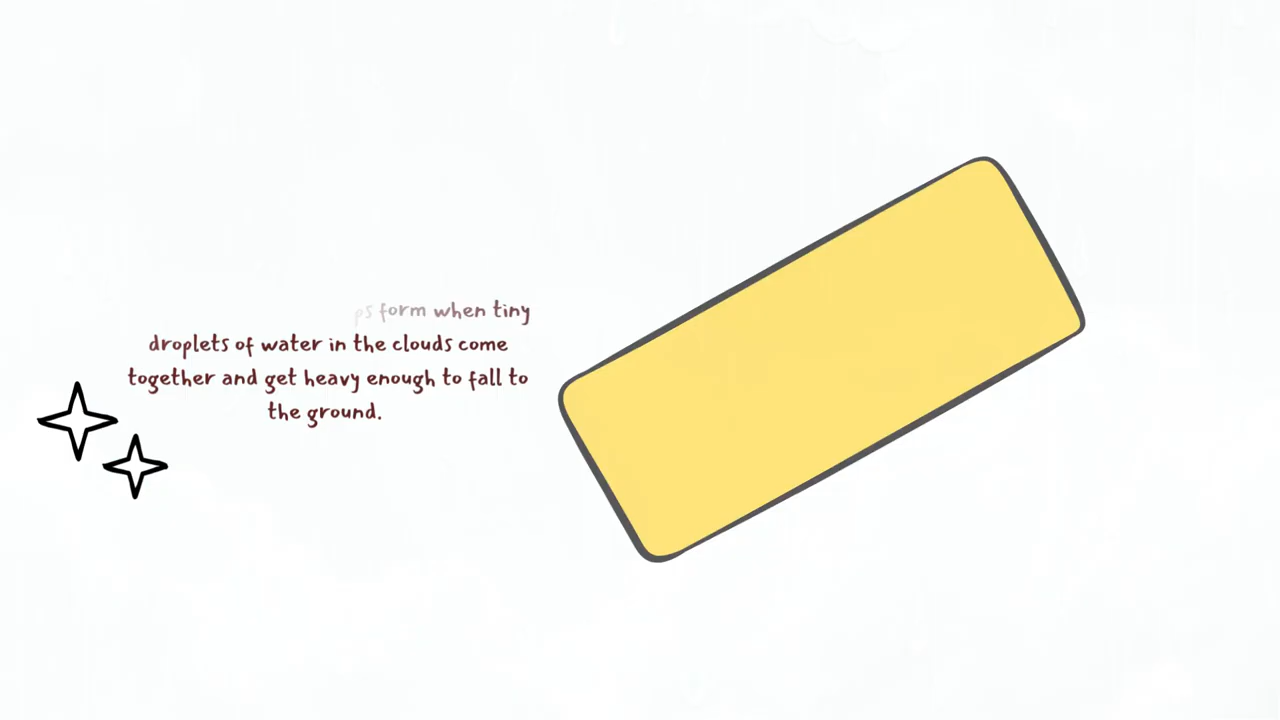 form when tiny
droplets of water in the clouds come
together and get heavy enough to fall to
the ground.